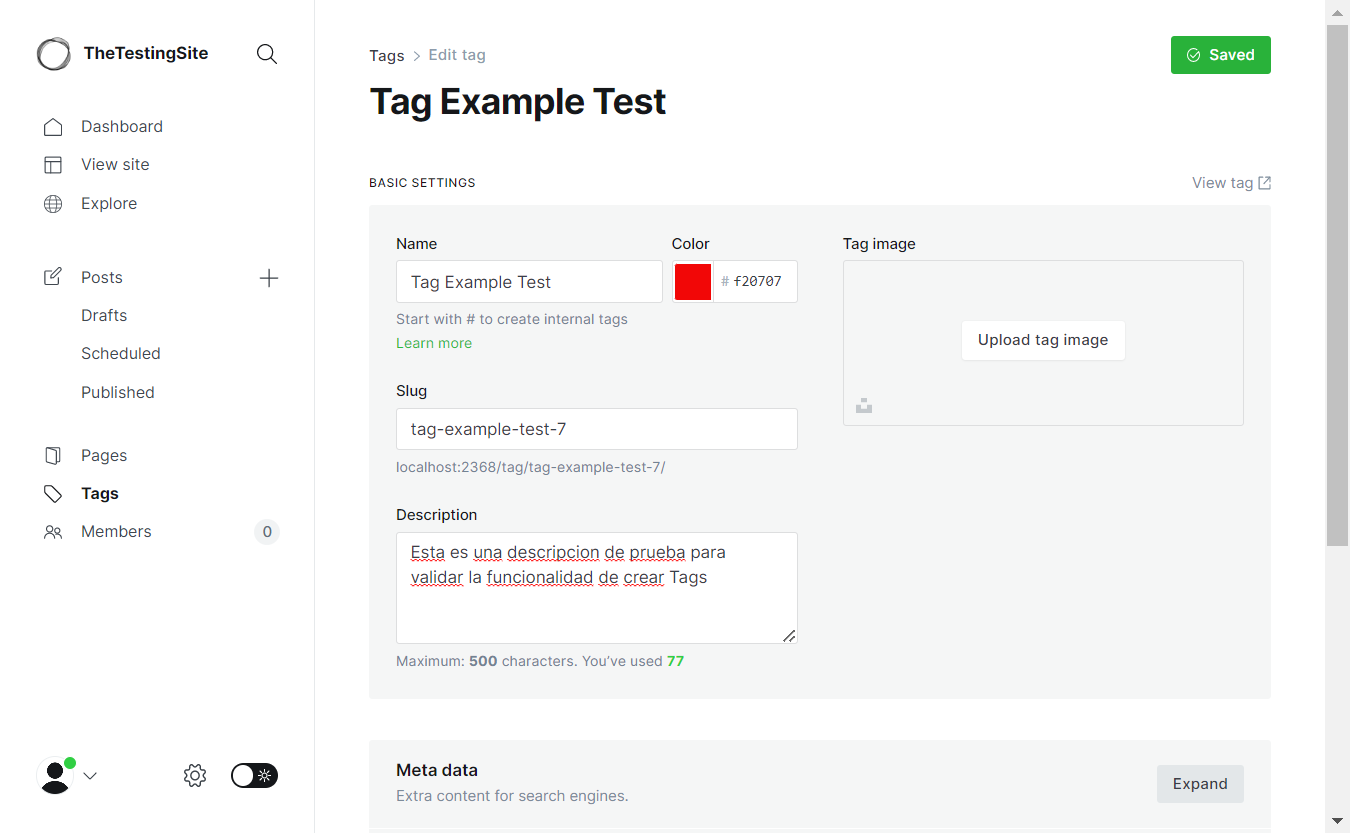 TheTestingSite
Dashboard
View site
Explore
Posts
Drafts
Scheduled
Published
Pages
Tags
Members 0
Tags > Edit tag
Saved
Tag Example Test
BASIC SETTINGS
View tag
Name
Tag Example Test
Start with # to create internal tags
Learn more
Color
# f20707
Slug
tag-example-test-7
localhost:2368/tag/tag-example-test-7/
Description
Esta es una descripcion de prueba para
validar la funcionalidad de crear Tags
Maximum: 500 characters. You’ve used 77
Tag image
Upload tag image
Meta data
Extra content for search engines.
Expand